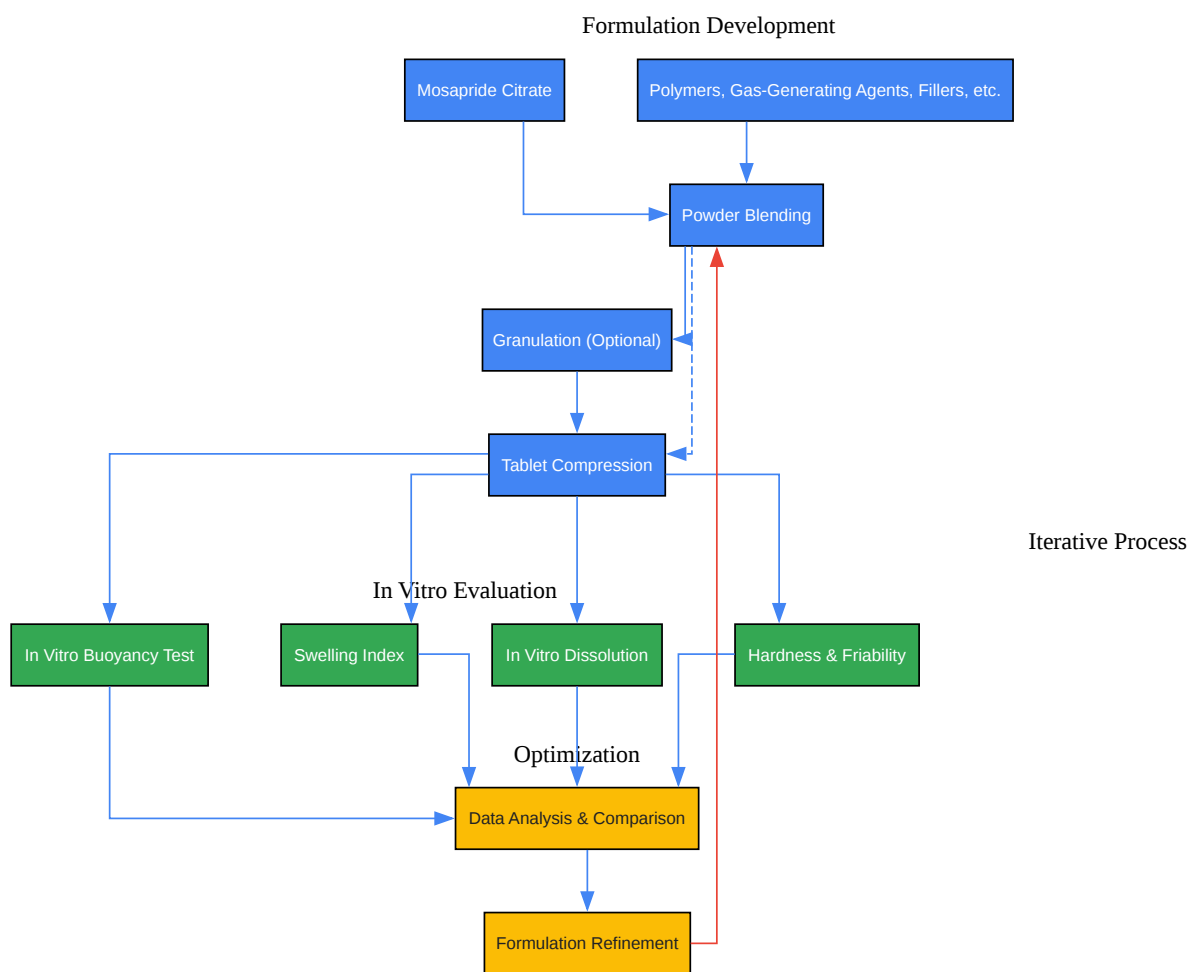 Formulation Development
Mosapride Citrate
Polymers, Gas-Generating Agents, Fillers, etc.
Powder Blending
Granulation (Optional)
Tablet Compression
Iterative Process
In Vitro Evaluation
In Vitro Buoyancy Test
Swelling Index
In Vitro Dissolution
Hardness & Friability
Optimization
Data Analysis & Comparison
Formulation Refinement